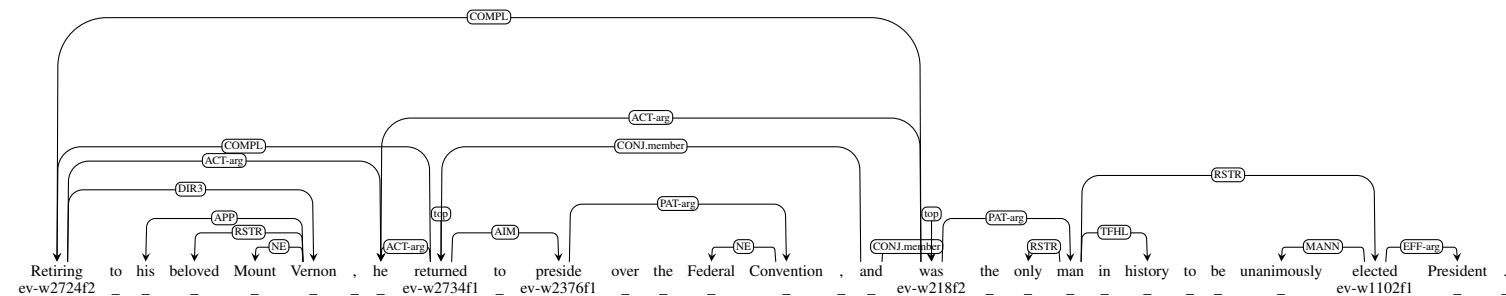 COMPL
ACT-arg
COMPL CONJ.member
ACT-arg
RSTR
DIR3
PAT-arg
APP top top PAT-arg
RSTR AIM TFHL
NE ACT-arg NE CONJ.member RSTR MANN EFF-arg
Retiring to his beloved Mount Vernon , he returned to preside over the Federal Convention , and was the only man in history to be unanimously elected President .
ev-w2724f2 _ _ _ _ _ _ _ ev-w2734f1 _ ev-w2376f1 _ _ _ _ _ _ ev-w218f2 _ _ _ _ _ _ _ _ ev-w1102f1 _ _